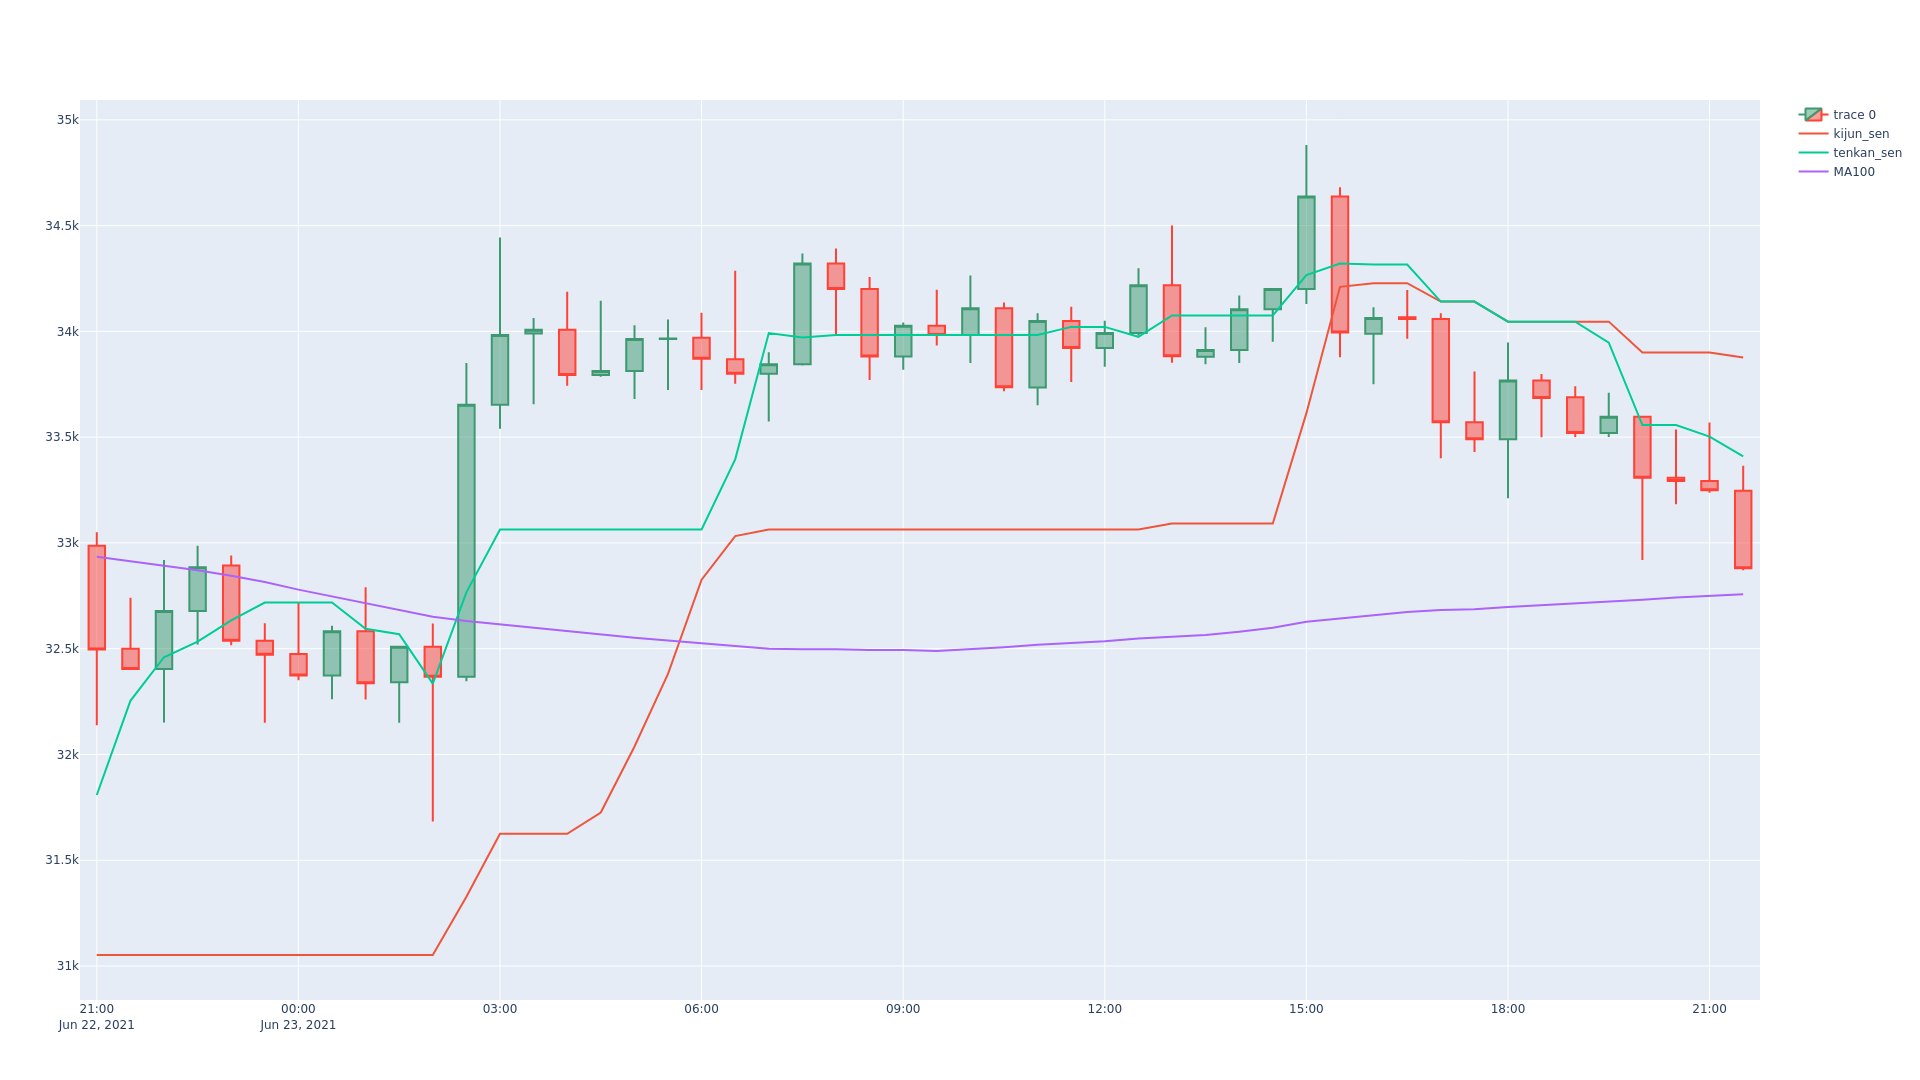 35k
34.5k
34k
33.5k
33k
32.5k
32k
31.5k
31k
21:00
Jun 22, 2021
00:00
Jun 23, 2021
03:00
06:00
09:00
12:00
15:00
18:00
21:00
trace 0
kijun_sen
tenkan_sen
MA100